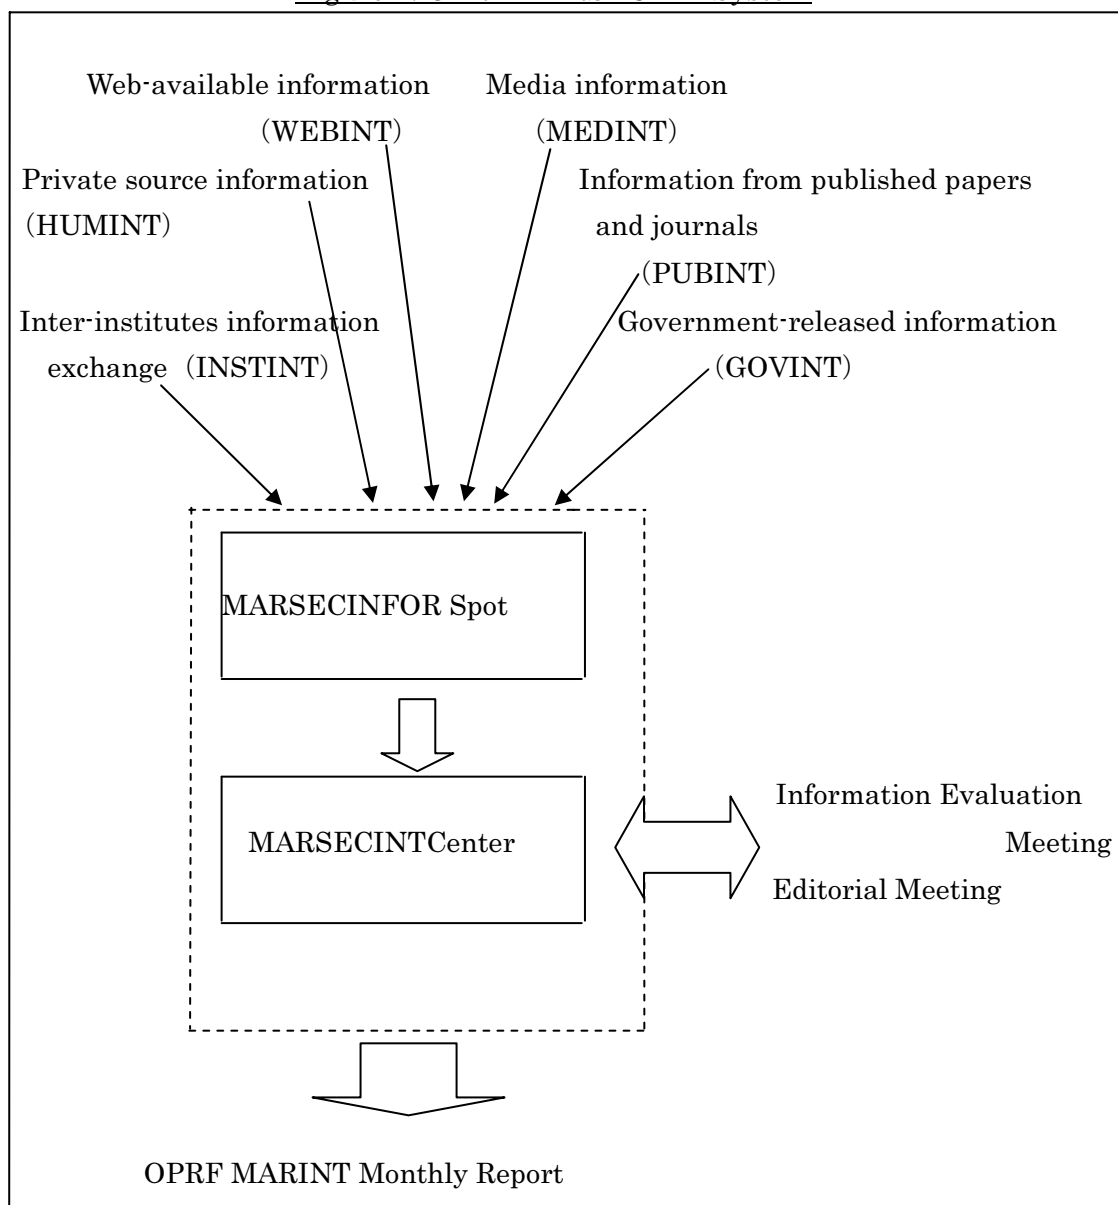 Web-available information
（WEBINT）
Media information
（MEDINT）
Private source information
（HUMINT）
Information from published papers
and journals
（PUBINT）
Inter-institutes information
exchange（INSTINT）
Government-released information
（GOVINT）
MARSECINFOR Spot
MARSECINTCenter
Information Evaluation
Meeting
Editorial Meeting
OPRF MARINT Monthly Report